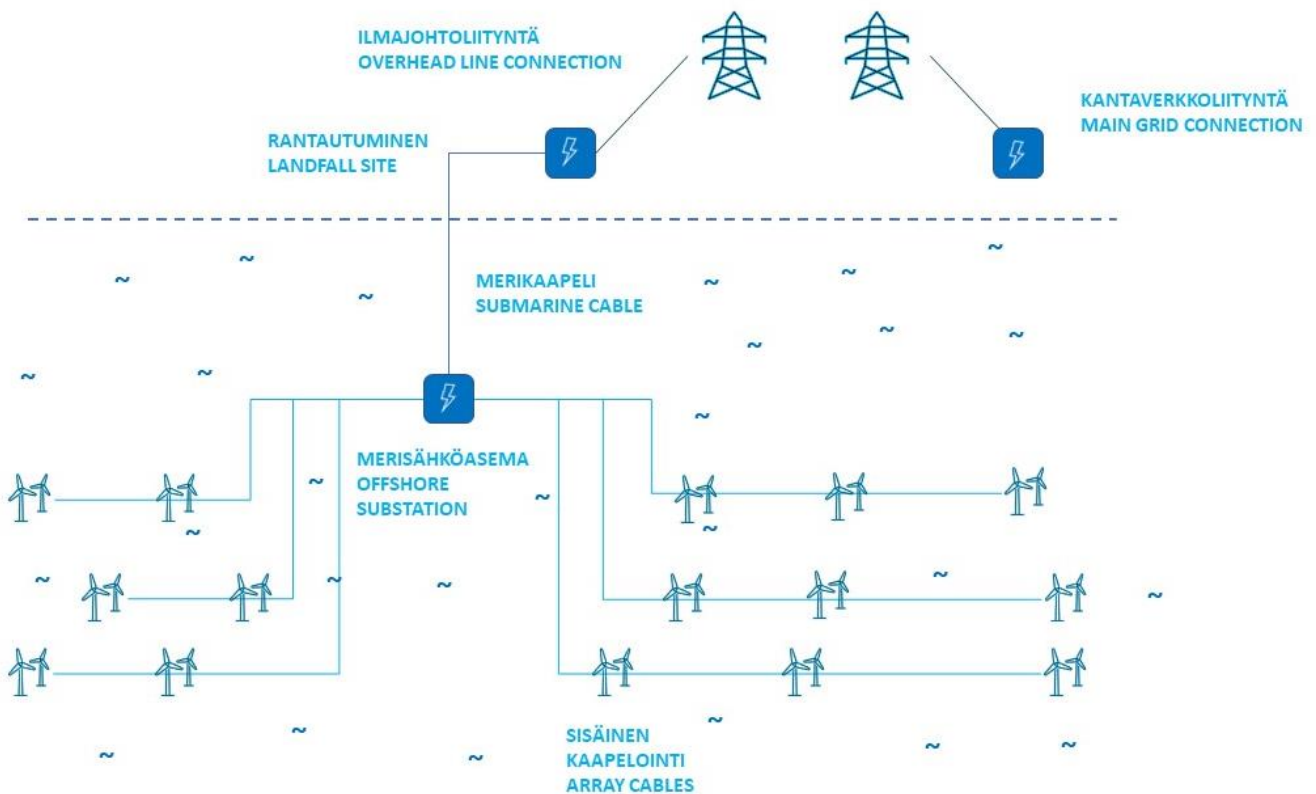 ILMAJOHTOLIITYNTÄ
OVERHEAD LINE CONNECTION
KANTAVERKKOLIITYNTÄ
MAIN GRID CONNECTION
RANTAUTUMINEN
LANDFALL SITE
MERIKAAPELI
SUBMARINE CABLE
MERISÄHKÖASEMA
OFFSHORE
SUBSTATION
SISÄINEN
KAAPELOINTI
ARRAY CABLES